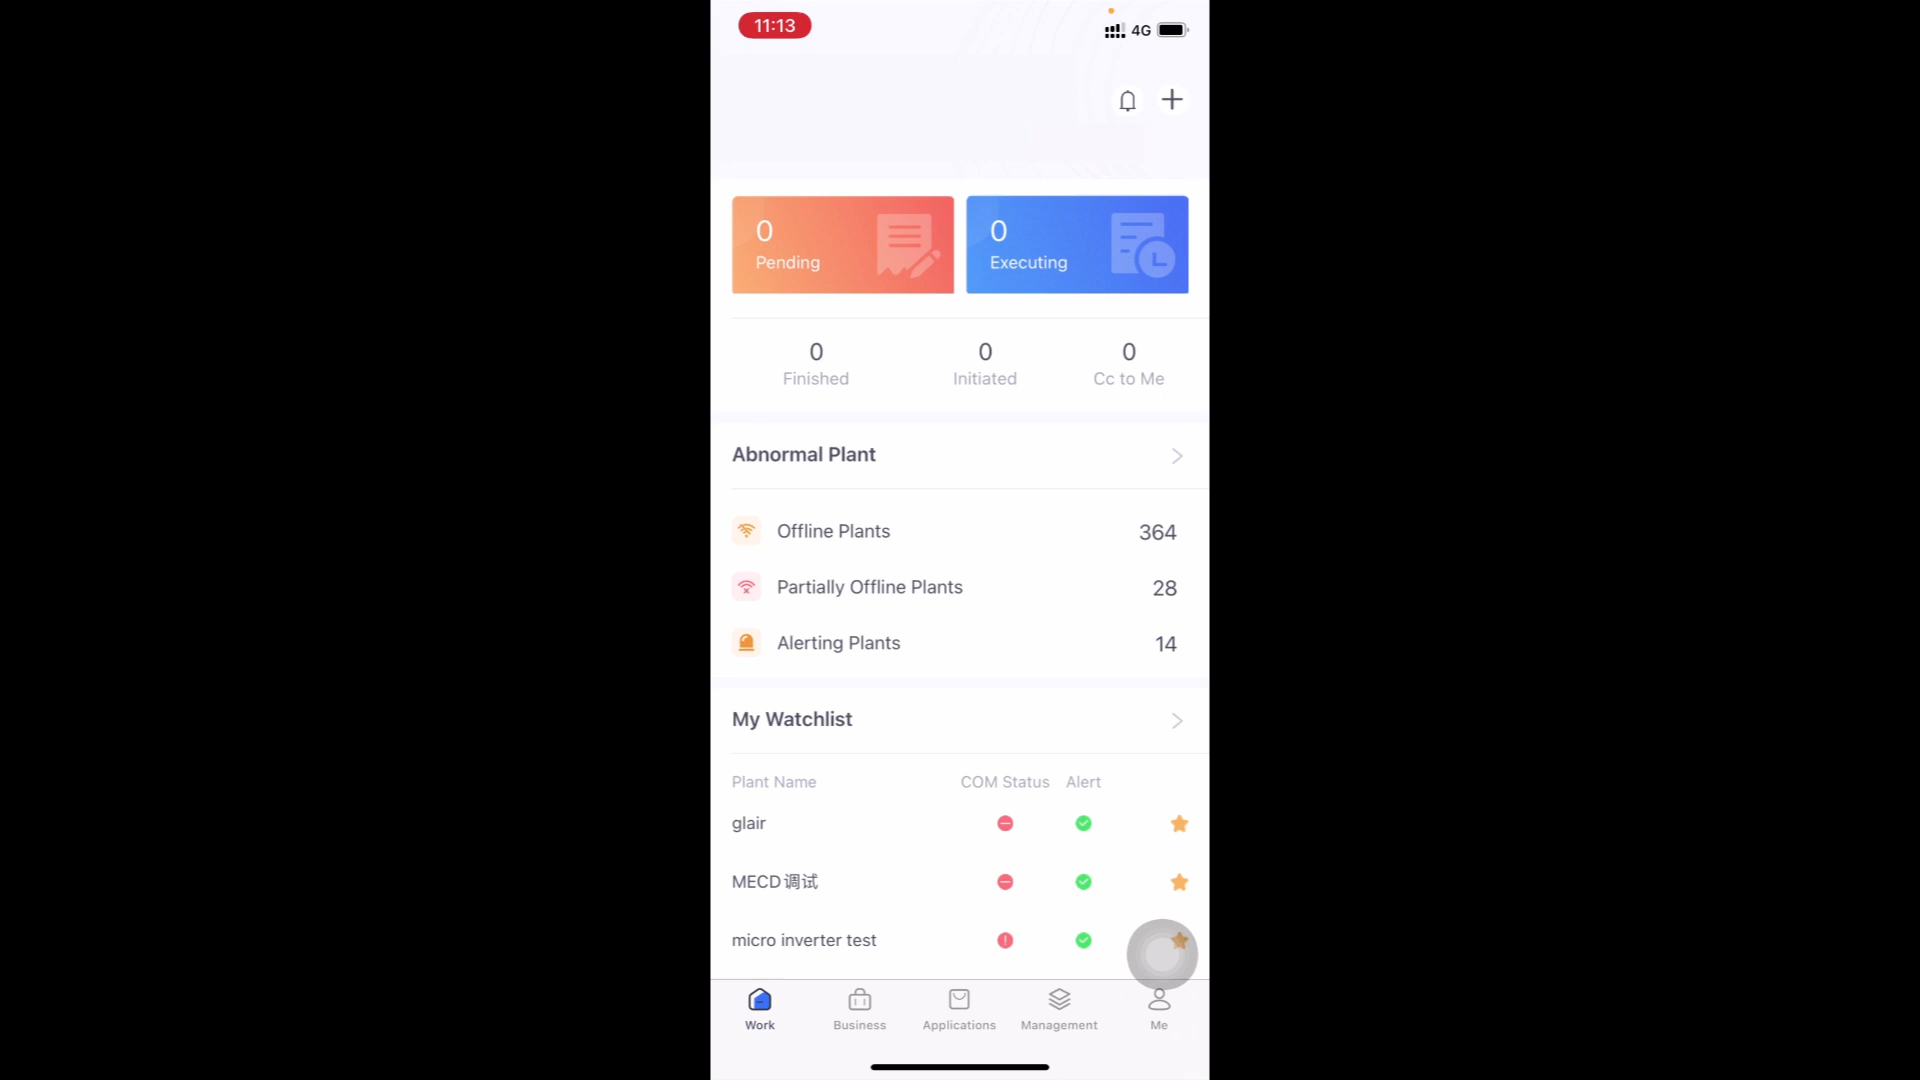 11:13
4G
0
Pending
0
Executing
0
Finished
0
Initiated
0
Cc to Me
Abnormal Plant
Offline Plants 364
Partially Offline Plants 28
Alerting Plants 14
My Watchlist
Plant Name COM Status Alert
glair
MECD调试
micro inverter test
Work Business Applications Management Me